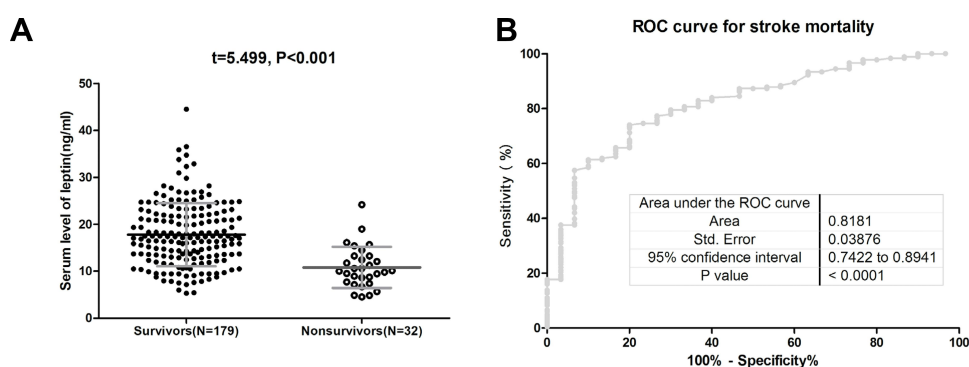 A
t=5.499, P<0.001
Serum level of leptin(ng/ml)
50
40
30
20
10
0
Survivors(N=179)
Nonsurvivors(N=32)
B
ROC curve for stroke mortality
Sensitivity ( %)
100
80
60
40
20
0
Area under the ROC curve
Area 0.8181
Std. Error 0.03876
95% confidence interval 0.7422 to 0.8941
P value < 0.0001
0 20 40 60 80 100
100% - Specificity%